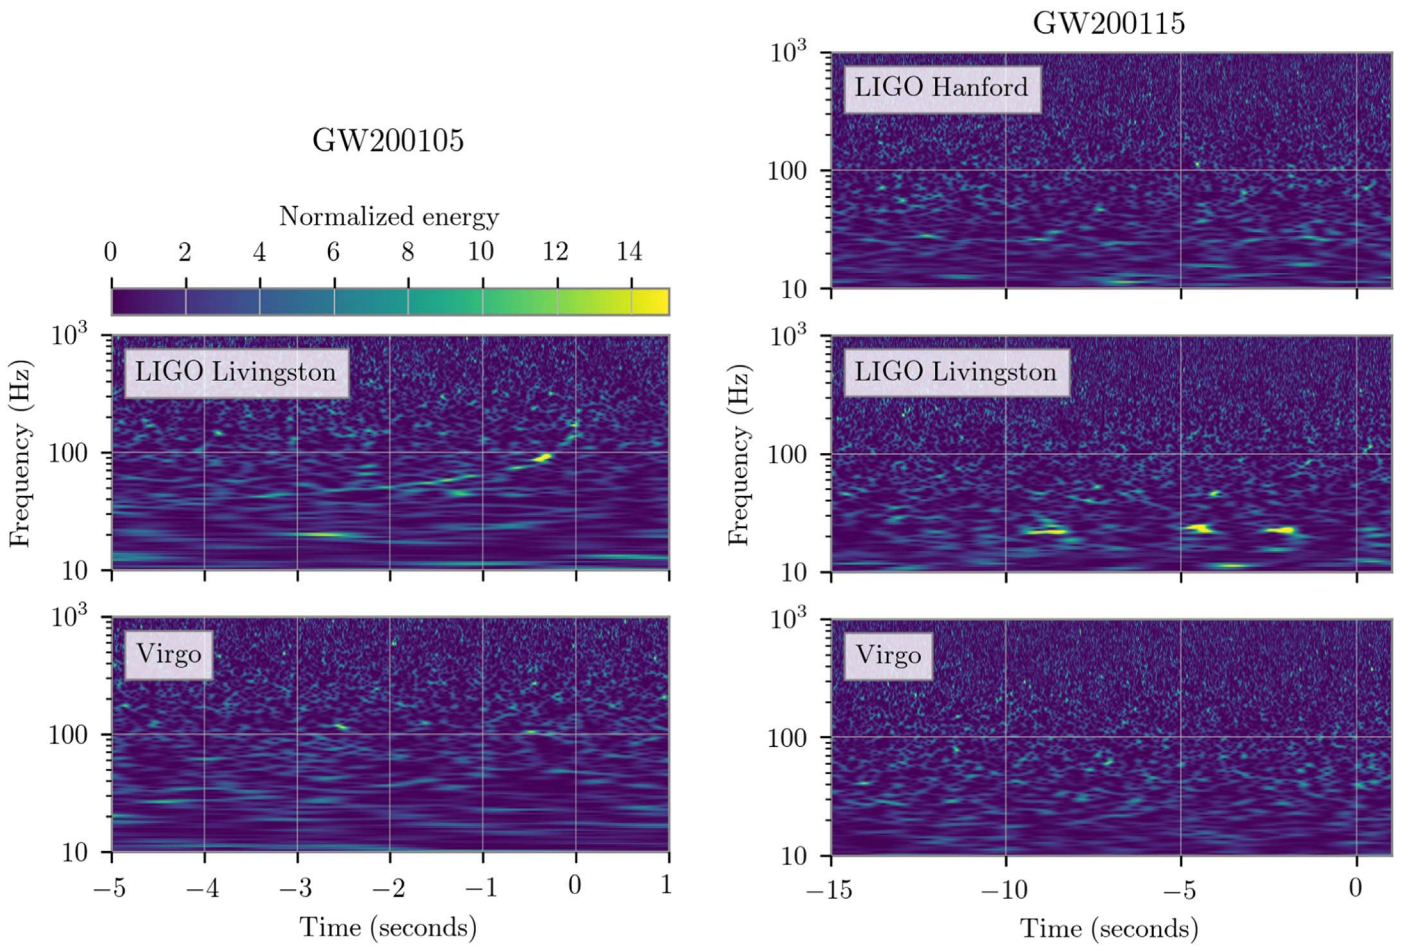 GW200105
Normalized energy
0 2 4 6 8 10 12 14
10³
LIGO Livingston
100
10
Frequency (Hz)
10³
Virgo
100
10
−5 −4 −3 −2 −1 0 1
Time (seconds)
GW200115
10³
LIGO Hanford
100
10
10³
LIGO Livingston
100
10
Frequency (Hz)
10³
Virgo
100
10
−15 −10 −5 0
Time (seconds)